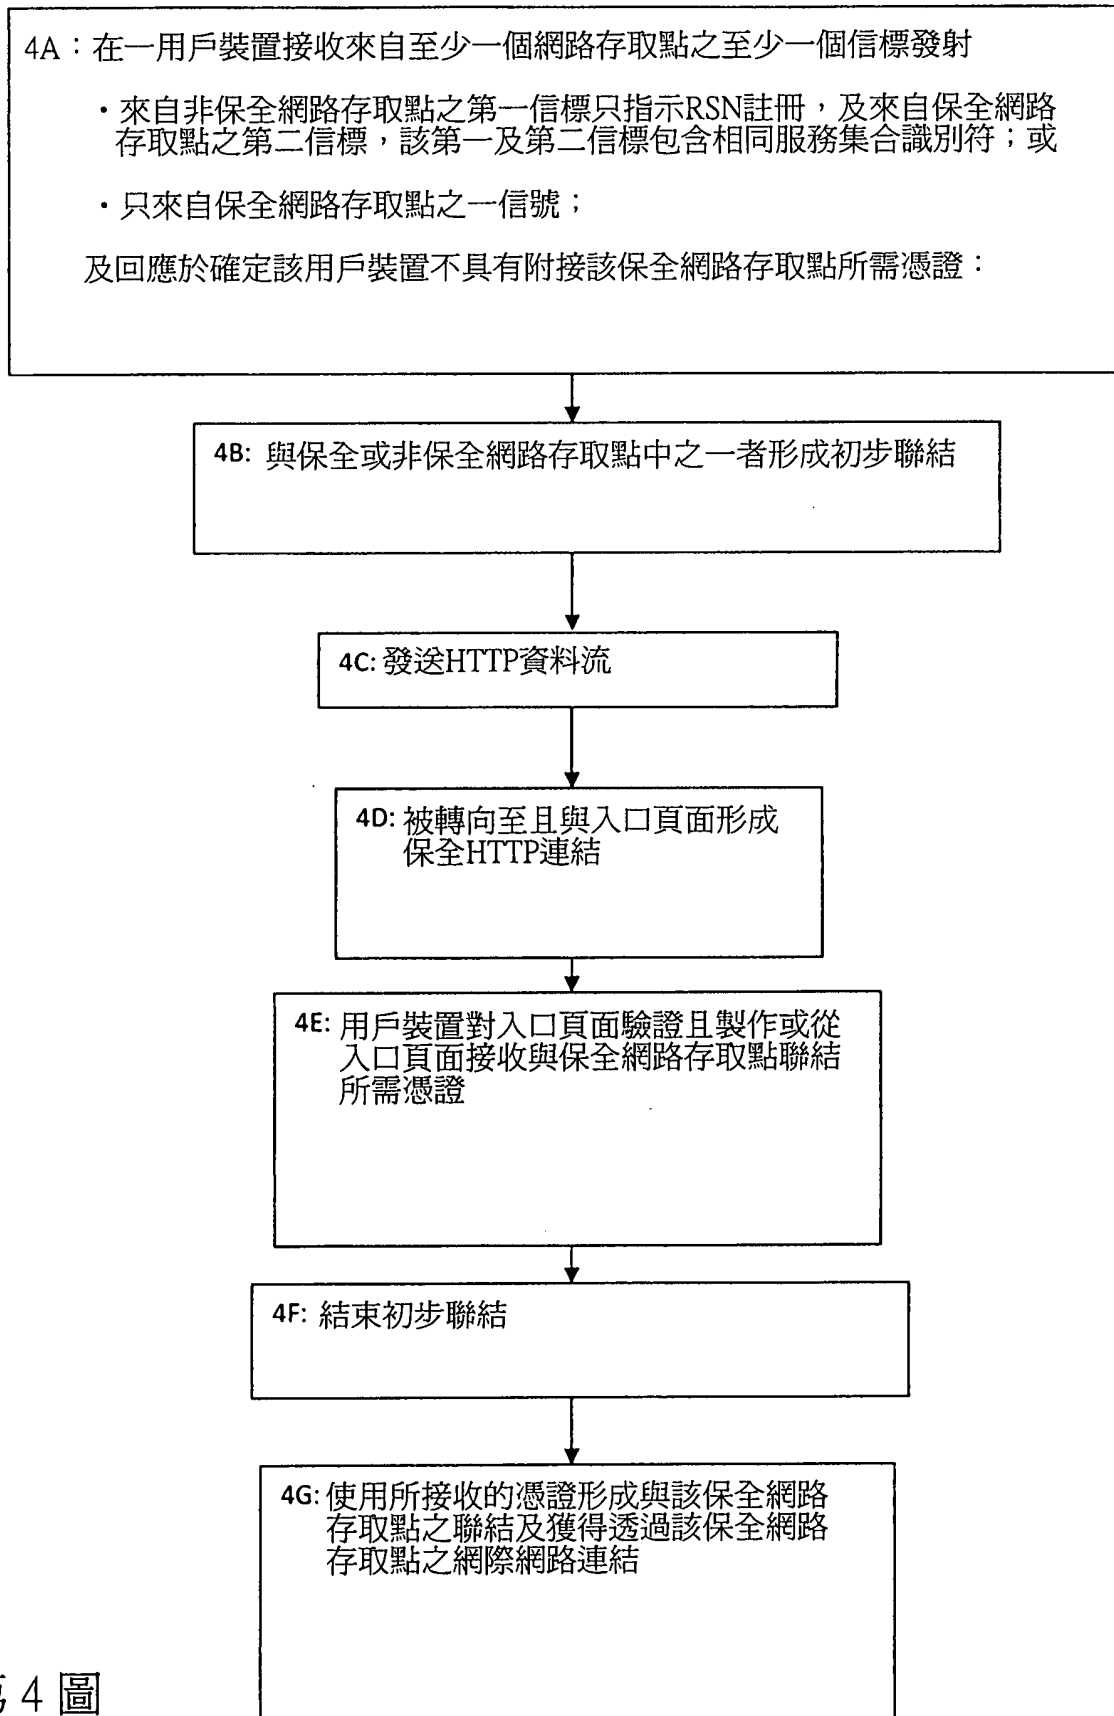 4A：在一用戶裝置接收來自至少一個網路存取點之至少一個信標發射
・來自非保全網路存取點之第一信標只指示RSN註冊，及來自保全網路
存取點之第二信標，該第一及第二信標包含相同服務集合識別符；或
・只來自保全網路存取點之一信號；
及回應於確定該用戶裝置不具有附接該保全網路存取點所需憑證：
4B: 與保全或非保全網路存取點中之一者形成初步聯結
4C: 發送HTTP資料流
4D: 被轉向至且與入口頁面形成
保全HTTP連結
4E: 用戶裝置對入口頁面驗證且製作或從
入口頁面接收與保全網路存取點聯結
所需憑證
4F: 結束初步聯結
4G: 使用所接收的憑證形成與該保全網路
存取點之聯結及獲得透過該保全網路
存取點之網際網路連結
第 4 圖